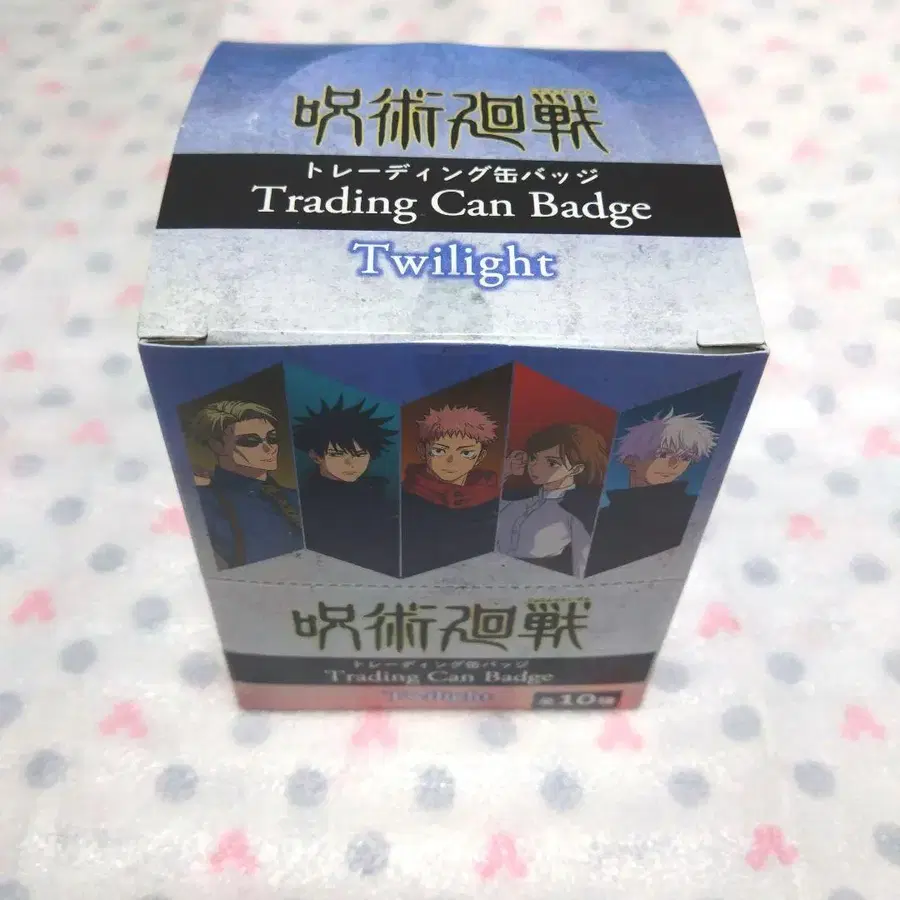 呪術廻戦
トレーディング缶バッジ
Trading Can Badge
Twilight
呪術廻戦
トレーディング缶バッジ
Trading Can Badge
Twilight
全10種